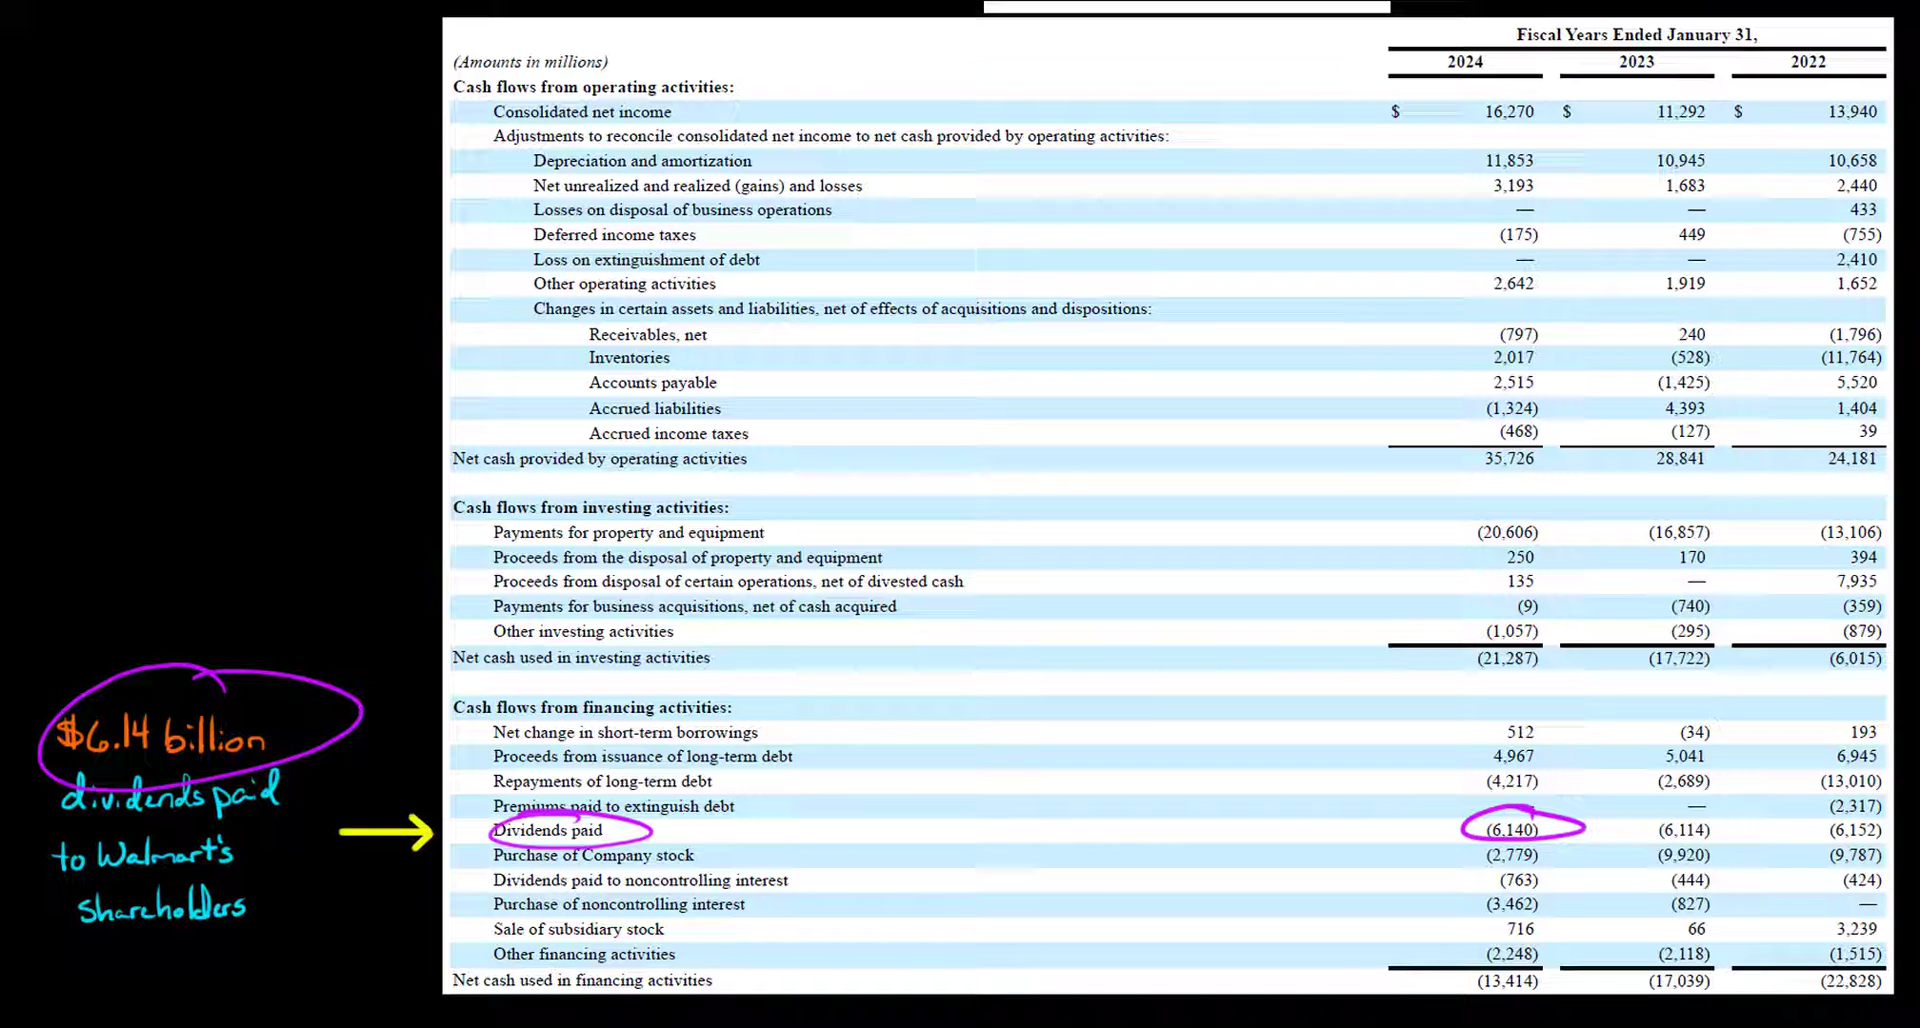 Fiscal Years Ended January 31,
(Amounts in millions) 2024 2023 2022
Cash flows from operating activities:
Consolidated net income $ 16,270 $ 11,292 $ 13,940
Adjustments to reconcile consolidated net income to net cash provided by operating activities:
Depreciation and amortization 11,853 10,945 10,658
Net unrealized and realized (gains) and losses 3,193 1,683 2,440
Losses on disposal of business operations — — 433
Deferred income taxes (175) 449 (755)
Loss on extinguishment of debt — — 2,410
Other operating activities 2,642 1,919 1,652
Changes in certain assets and liabilities, net of effects of acquisitions and dispositions:
Receivables, net (797) 240 (1,796)
Inventories 2,017 (528) (11,764)
Accounts payable 2,515 (1,425) 5,520
Accrued liabilities (1,324) 4,393 1,404
Accrued income taxes (468) (127) 39
Net cash provided by operating activities 35,726 28,841 24,181
Cash flows from investing activities:
Payments for property and equipment (20,606) (16,857) (13,106)
Proceeds from the disposal of property and equipment 250 170 394
Proceeds from disposal of certain operations, net of divested cash 135 — 7,935
Payments for business acquisitions, net of cash acquired (9) (740) (359)
Other investing activities (1,057) (295) (879)
Net cash used in investing activities (21,287) (17,722) (6,015)
Cash flows from financing activities:
Net change in short-term borrowings 512 (34) 193
Proceeds from issuance of long-term debt 4,967 5,041 6,945
Repayments of long-term debt (4,217) (2,689) (13,010)
Premiums paid to extinguish debt — — (2,317)
Dividends paid (6,140) (6,114) (6,152)
Purchase of Company stock (2,779) (9,920) (9,787)
Dividends paid to noncontrolling interest (763) (444) (424)
Purchase of noncontrolling interest (3,462) (827) —
Sale of subsidiary stock 716 66 3,239
Other financing activities (2,248) (2,118) (1,515)
Net cash used in financing activities (13,414) (17,039) (22,828)
$6.14 billion
dividends paid
to Walmart's
shareholders